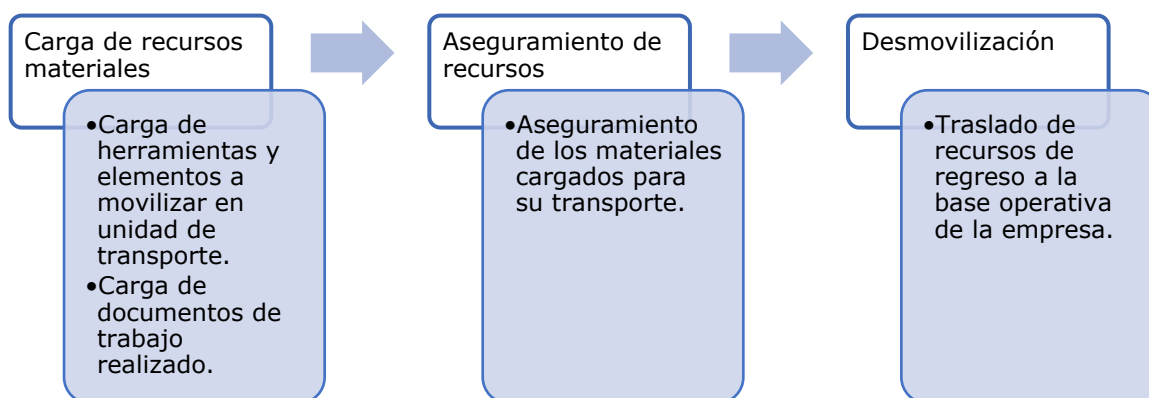 Carga de recursos
materiales
•Carga de
herramientas y
elementos a
movilizar en
unidad de
transporte.
•Carga de
documentos de
trabajo
realizado.
Aseguramiento de
recursos
•Aseguramiento
de los materiales
cargados para
su transporte.
Desmovilización
•Traslado de
recursos de
regreso a la
base operativa
de la empresa.